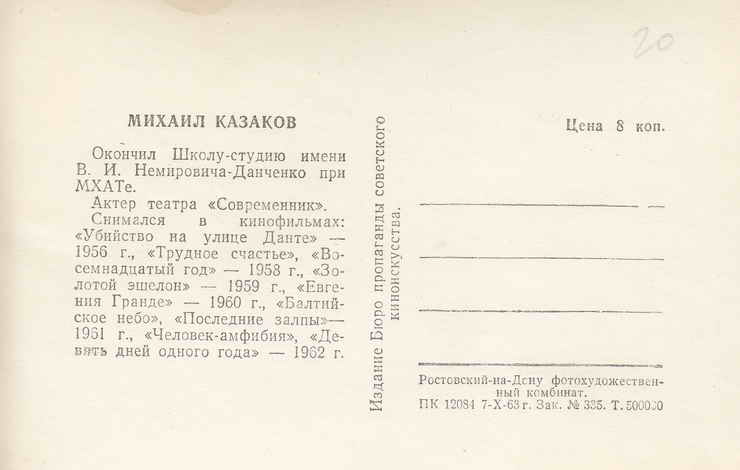 20
МИХАИЛ КАЗАКОВ
Окончил Школу-студию имени
В. И. Немировича-Данченко при
МХАТе.
Актер театра «Современник».
Снимался в кинофильмах:
«Убийство на улице Данте» —
1956 г., «Трудное счастье», «Во-
семнадцатый год» — 1958 г., «Зо-
лотой эшелон» — 1959 г., «Евге-
ния Гранде» — 1960 г., «Балтий-
ское небо», «Последние залпы»—
1961 г., «Человек-амфибия», «Де-
вять дней одного года» — 1962 г.
Издание Бюро пропаганды советского
киноискусства.
Цена 8 коп.
Ростовский-на-Дону фотохудожествен-
ный комбинат.
ПК 12084 7-X-63 г. Зак. № 335. Т. 500000